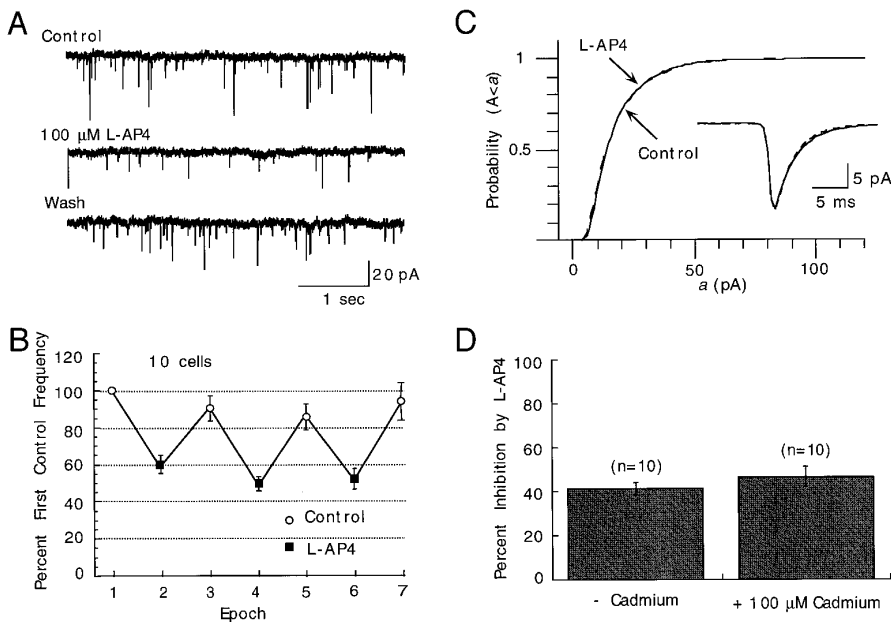 A
Control
100 µM L-AP4
Wash
20 pA
1 sec
B
10 cells
Percent First Control Frequency
120
100
80
60
40
20
0
Control
L-AP4
1 2 3 4 5 6 7
Epoch
C
L-AP4
Control
Probability (A<a)
1
0.5
0 50 100
a (pA)
5 pA
5 ms
D
Percent Inhibition by L-AP4
100
80
60
40
20
0
(n=10)
(n=10)
- Cadmium
+ 100 µM Cadmium